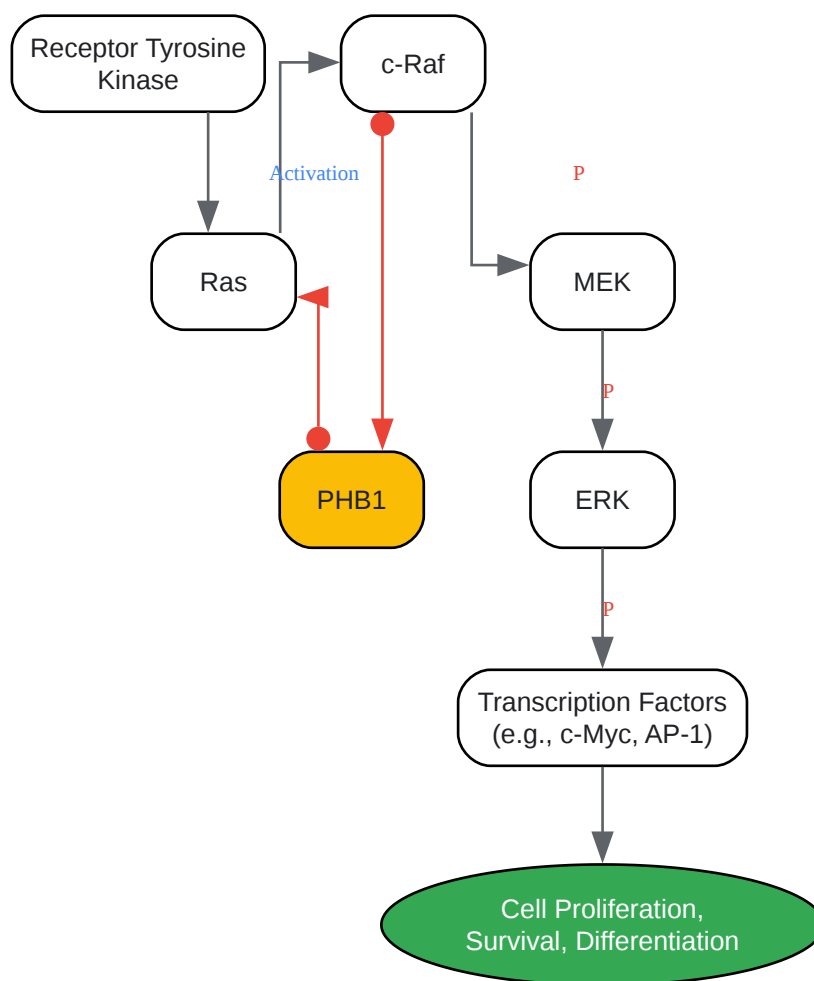 Receptor Tyrosine
Kinase
c-Raf
Activation
P
Ras
MEK
P
PHB1
ERK
P
Transcription Factors
(e.g., c-Myc, AP-1)
Cell Proliferation,
Survival, Differentiation